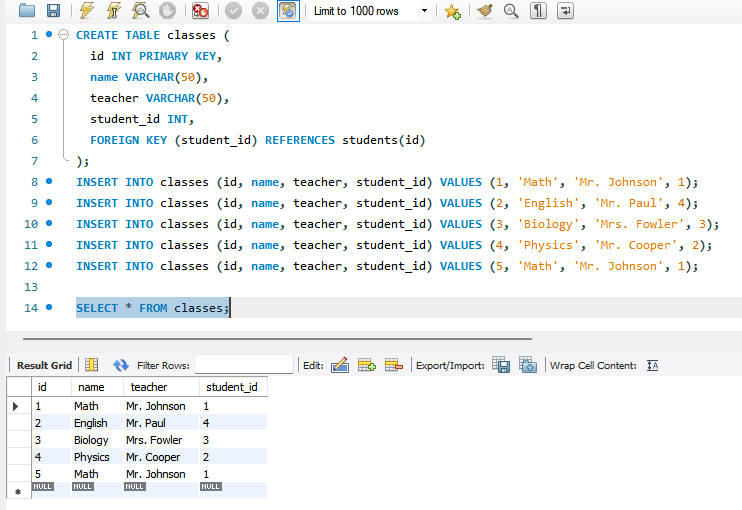 Limit to 1000 rows
1 CREATE TABLE classes (
2 id INT PRIMARY KEY,
3 name VARCHAR(50),
4 teacher VARCHAR(50),
5 student_id INT,
6 FOREIGN KEY (student_id) REFERENCES students(id)
7 );
8 INSERT INTO classes (id, name, teacher, student_id) VALUES (1, 'Math', 'Mr. Johnson', 1);
9 INSERT INTO classes (id, name, teacher, student_id) VALUES (2, 'English', 'Mr. Paul', 4);
10 INSERT INTO classes (id, name, teacher, student_id) VALUES (3, 'Biology', 'Mrs. Fowler', 3);
11 INSERT INTO classes (id, name, teacher, student_id) VALUES (4, 'Physics', 'Mr. Cooper', 2);
12 INSERT INTO classes (id, name, teacher, student_id) VALUES (5, 'Math', 'Mr. Johnson', 1);
13
14 SELECT * FROM classes;
Result Grid Filter Rows: Edit: Export/Import: Wrap Cell Content: IA
id name teacher student_id
1 Math Mr. Johnson 1
2 English Mr. Paul 4
3 Biology Mrs. Fowler 3
4 Physics Mr. Cooper 2
5 Math Mr. Johnson 1
NULL NULL NULL NULL